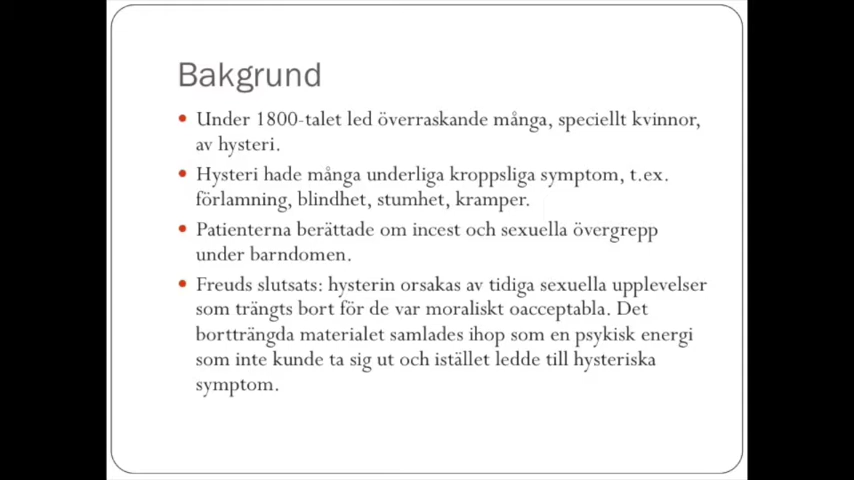 Bakgrund
• Under 1800-talet led överraskande många, speciellt kvinnor,
av hysteri.
• Hysteri hade många underliga kroppsliga symptom, t.ex.
förlamning, blindhet, stumhet, kramper.
• Patienterna berättade om incest och sexuella övergrepp
under barndomen.
• Freuds slutsats: hysterin orsakas av tidiga sexuella upplevelser
som trängts bort för de var moraliskt oacceptabla. Det
bortträngda materialet samlades ihop som en psykisk energi
som inte kunde ta sig ut och istället ledde till hysteriska
symptom.